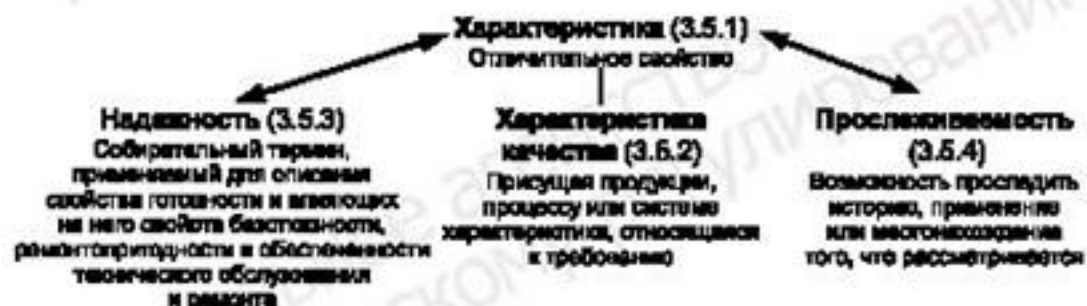 Характеристика (3.5.1)
Отличительное свойство
Надежность (3.5.3)
Собирательный термин,
применяемый для описания
свойства готовности и влияющих
на него свойств безотказности,
ремонтопригодности и обеспеченности
технического обслуживания
и ремонта
Характеристика
качества (3.5.2)
Присущая продукции,
процессу или системе
характеристика, относящаяся
к требованию
Прослеживаемость
(3.5.4)
Возможность проследить
историю, применение
или местонахождение
того, что рассматривается